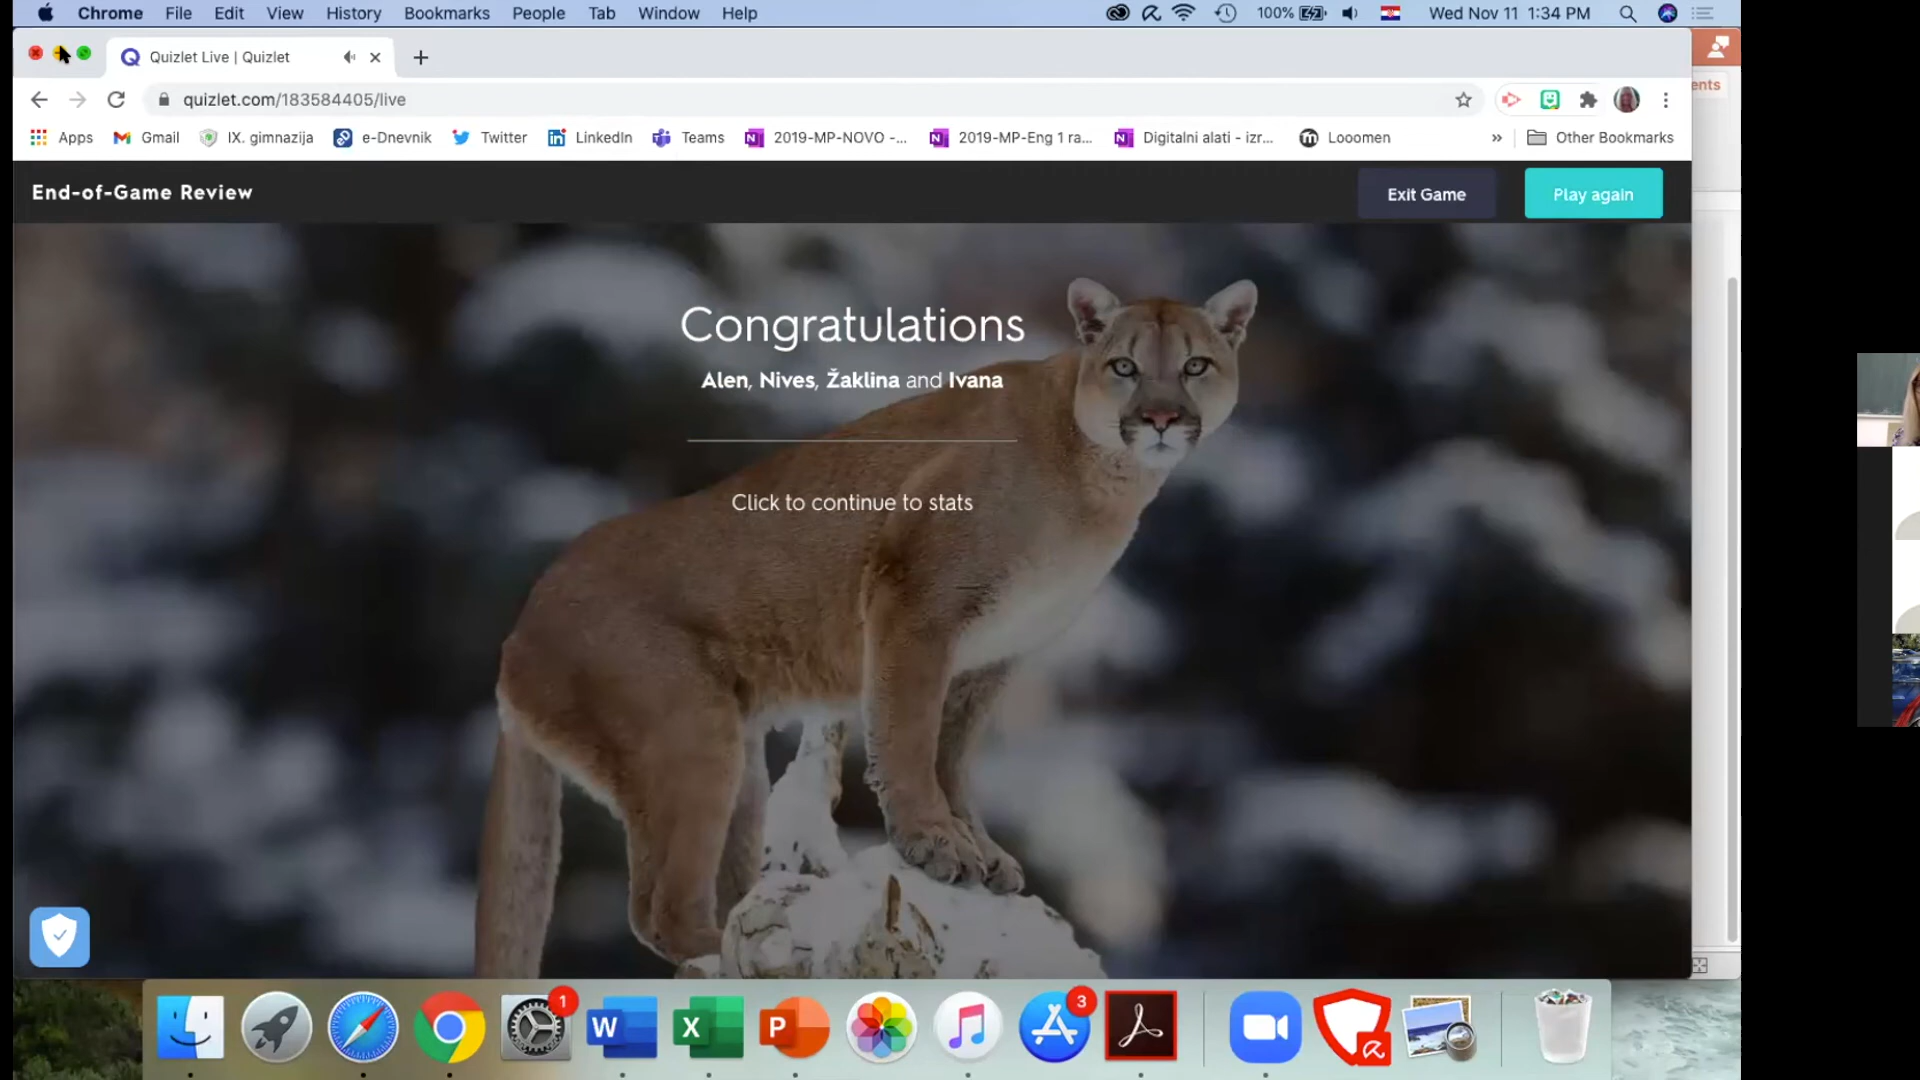 Chrome File Edit View History Bookmarks People Tab Window Help 100% Wed Nov 11 1:34 PM
Quizlet Live | Quizlet
quizlet.com/183584405/live
ents
Apps Gmail IX. gimnazija e-Dnevnik Twitter LinkedIn Teams 2019-MP-NOVO -... 2019-MP-Eng 1 ra... Digitalni alati - izr... Looomen » Other Bookmarks
End-of-Game Review Exit Game Play again
Congratulations
Alen, Nives, Žaklina and Ivana
Click to continue to stats
1 3
W X P